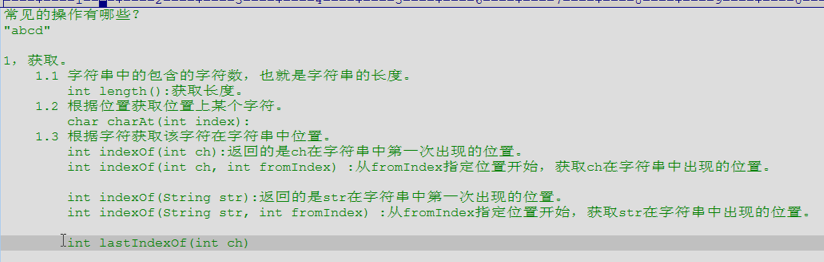 常见的操作有哪些?
"abcd"
1, 获取。
1.1 字符串中的包含的字符数,也就是字符串的长度。
int length():获取长度。
1.2 根据位置获取位置上某个字符。
char charAt(int index):
1.3 根据字符获取该字符在字符串中位置。
int indexOf(int ch):返回的是ch在字符串中第一次出现的位置。
int indexOf(int ch, int fromIndex) :从fromIndex指定位置开始,获取ch在字符串中出现的位置。
int indexOf(String str):返回的是str在字符串中第一次出现的位置。
int indexOf(String str, int fromIndex) :从fromIndex指定位置开始,获取str在字符串中出现的位置。
int lastIndexOf(int ch)